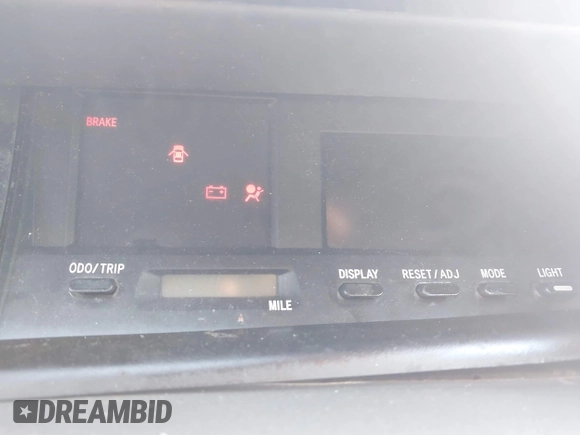 BRAKE
ODO/TRIP
MILE
DISPLAY
RESET/ADJ
MODE
LIGHT
DREAMBID